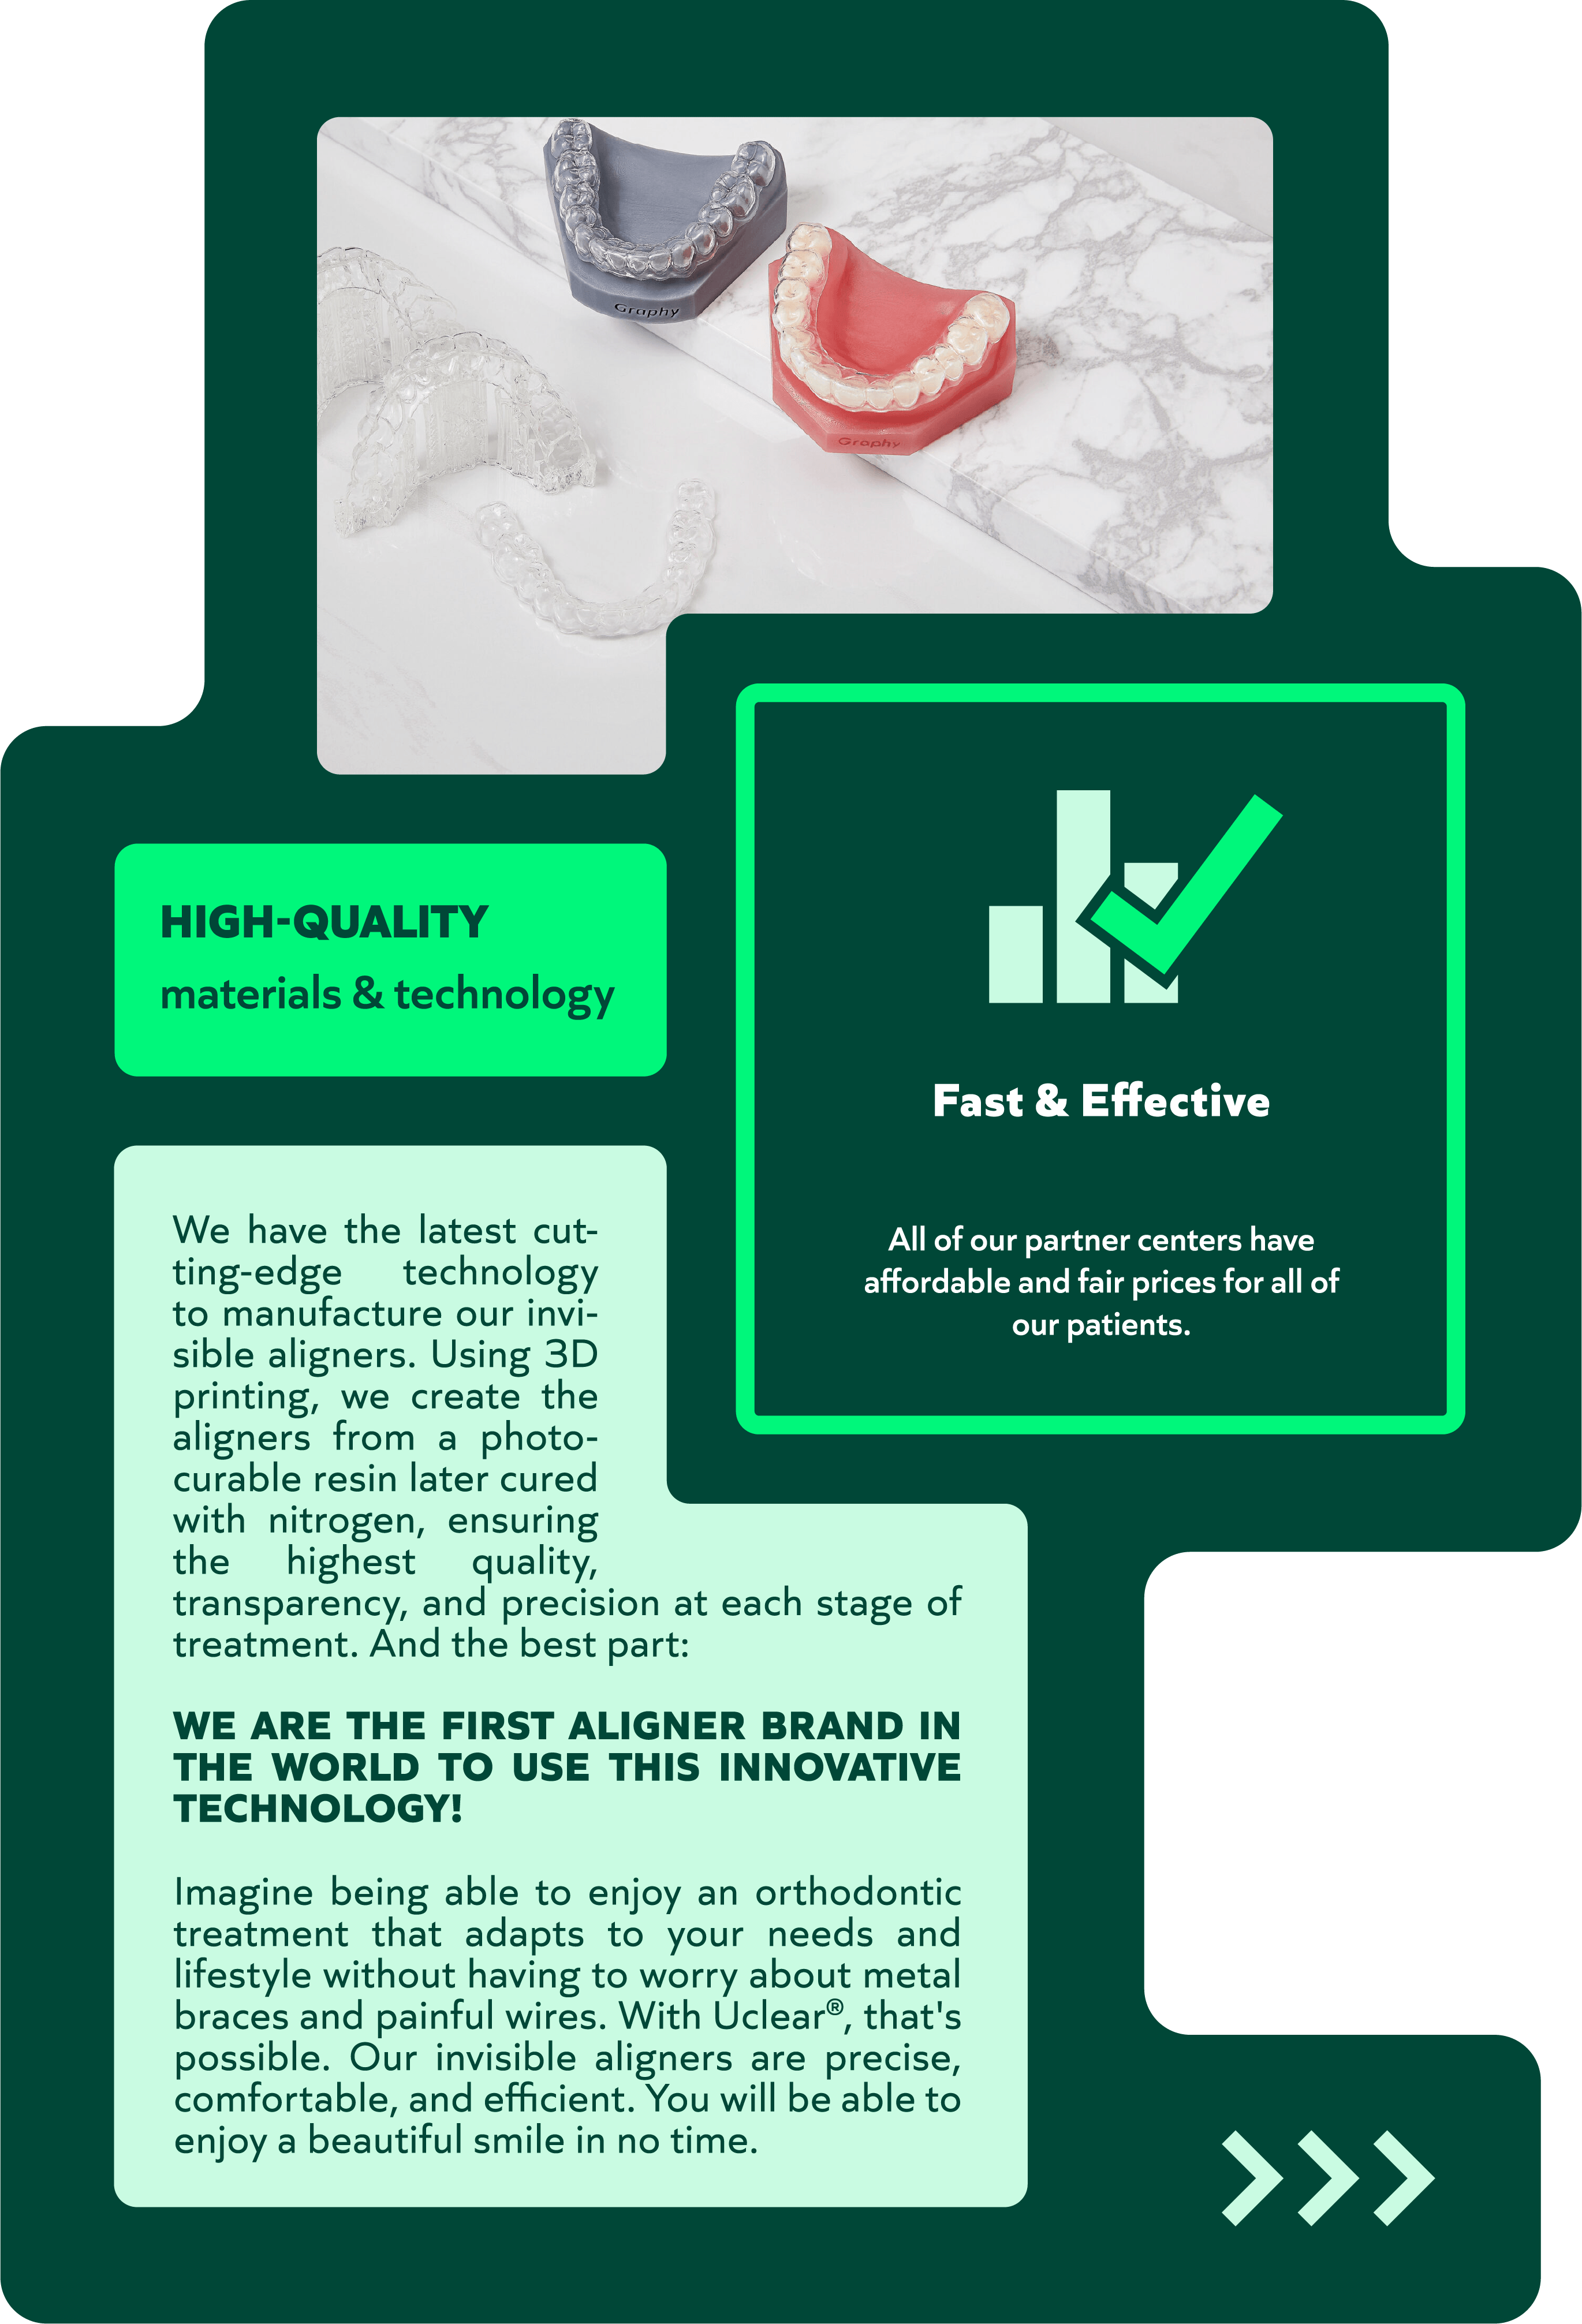 Graphy
Graphy
HIGH-QUALITY
materials & technology
Fast & Effective
All of our partner centers have
affordable and fair prices for all of
our patients.
We have the latest cut-
ting-edge technology
to manufacture our invi-
sible aligners. Using 3D
printing, we create the
aligners from a photo-
curable resin later cured
with nitrogen, ensuring
the highest quality,
transparency, and precision at each stage of
treatment. And the best part:
WE ARE THE FIRST ALIGNER BRAND IN
THE WORLD TO USE THIS INNOVATIVE
TECHNOLOGY!
Imagine being able to enjoy an orthodontic
treatment that adapts to your needs and
lifestyle without having to worry about metal
braces and painful wires. With Uclear®, that's
possible. Our invisible aligners are precise,
comfortable, and efficient. You will be able to
enjoy a beautiful smile in no time.